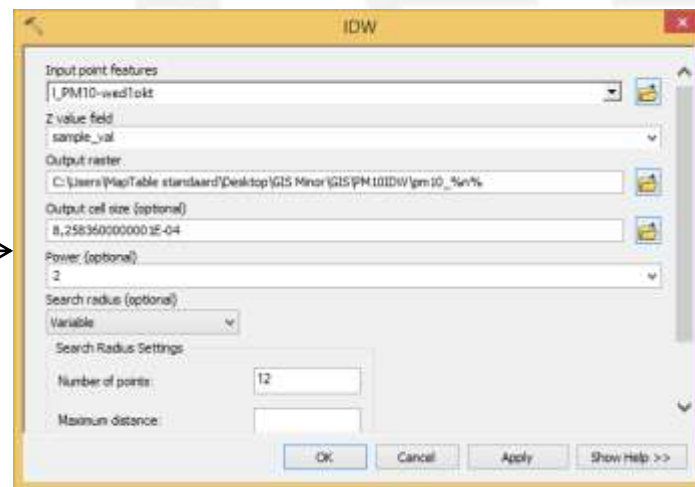 IDW
Input point features
I_PM10-wed1okt
Z value field
sample_val
Output raster
C:\Users\MapTable standaard\Desktop\GIS Minor\GIS\PM10IDW\pm10_%n%
Output cell size (optional)
8,2583600000001E-04
Power (optional)
2
Search radius (optional)
Variable
Search Radius Settings
Number of points:
12
Maximum distance:
OK
Cancel
Apply
Show Help >>